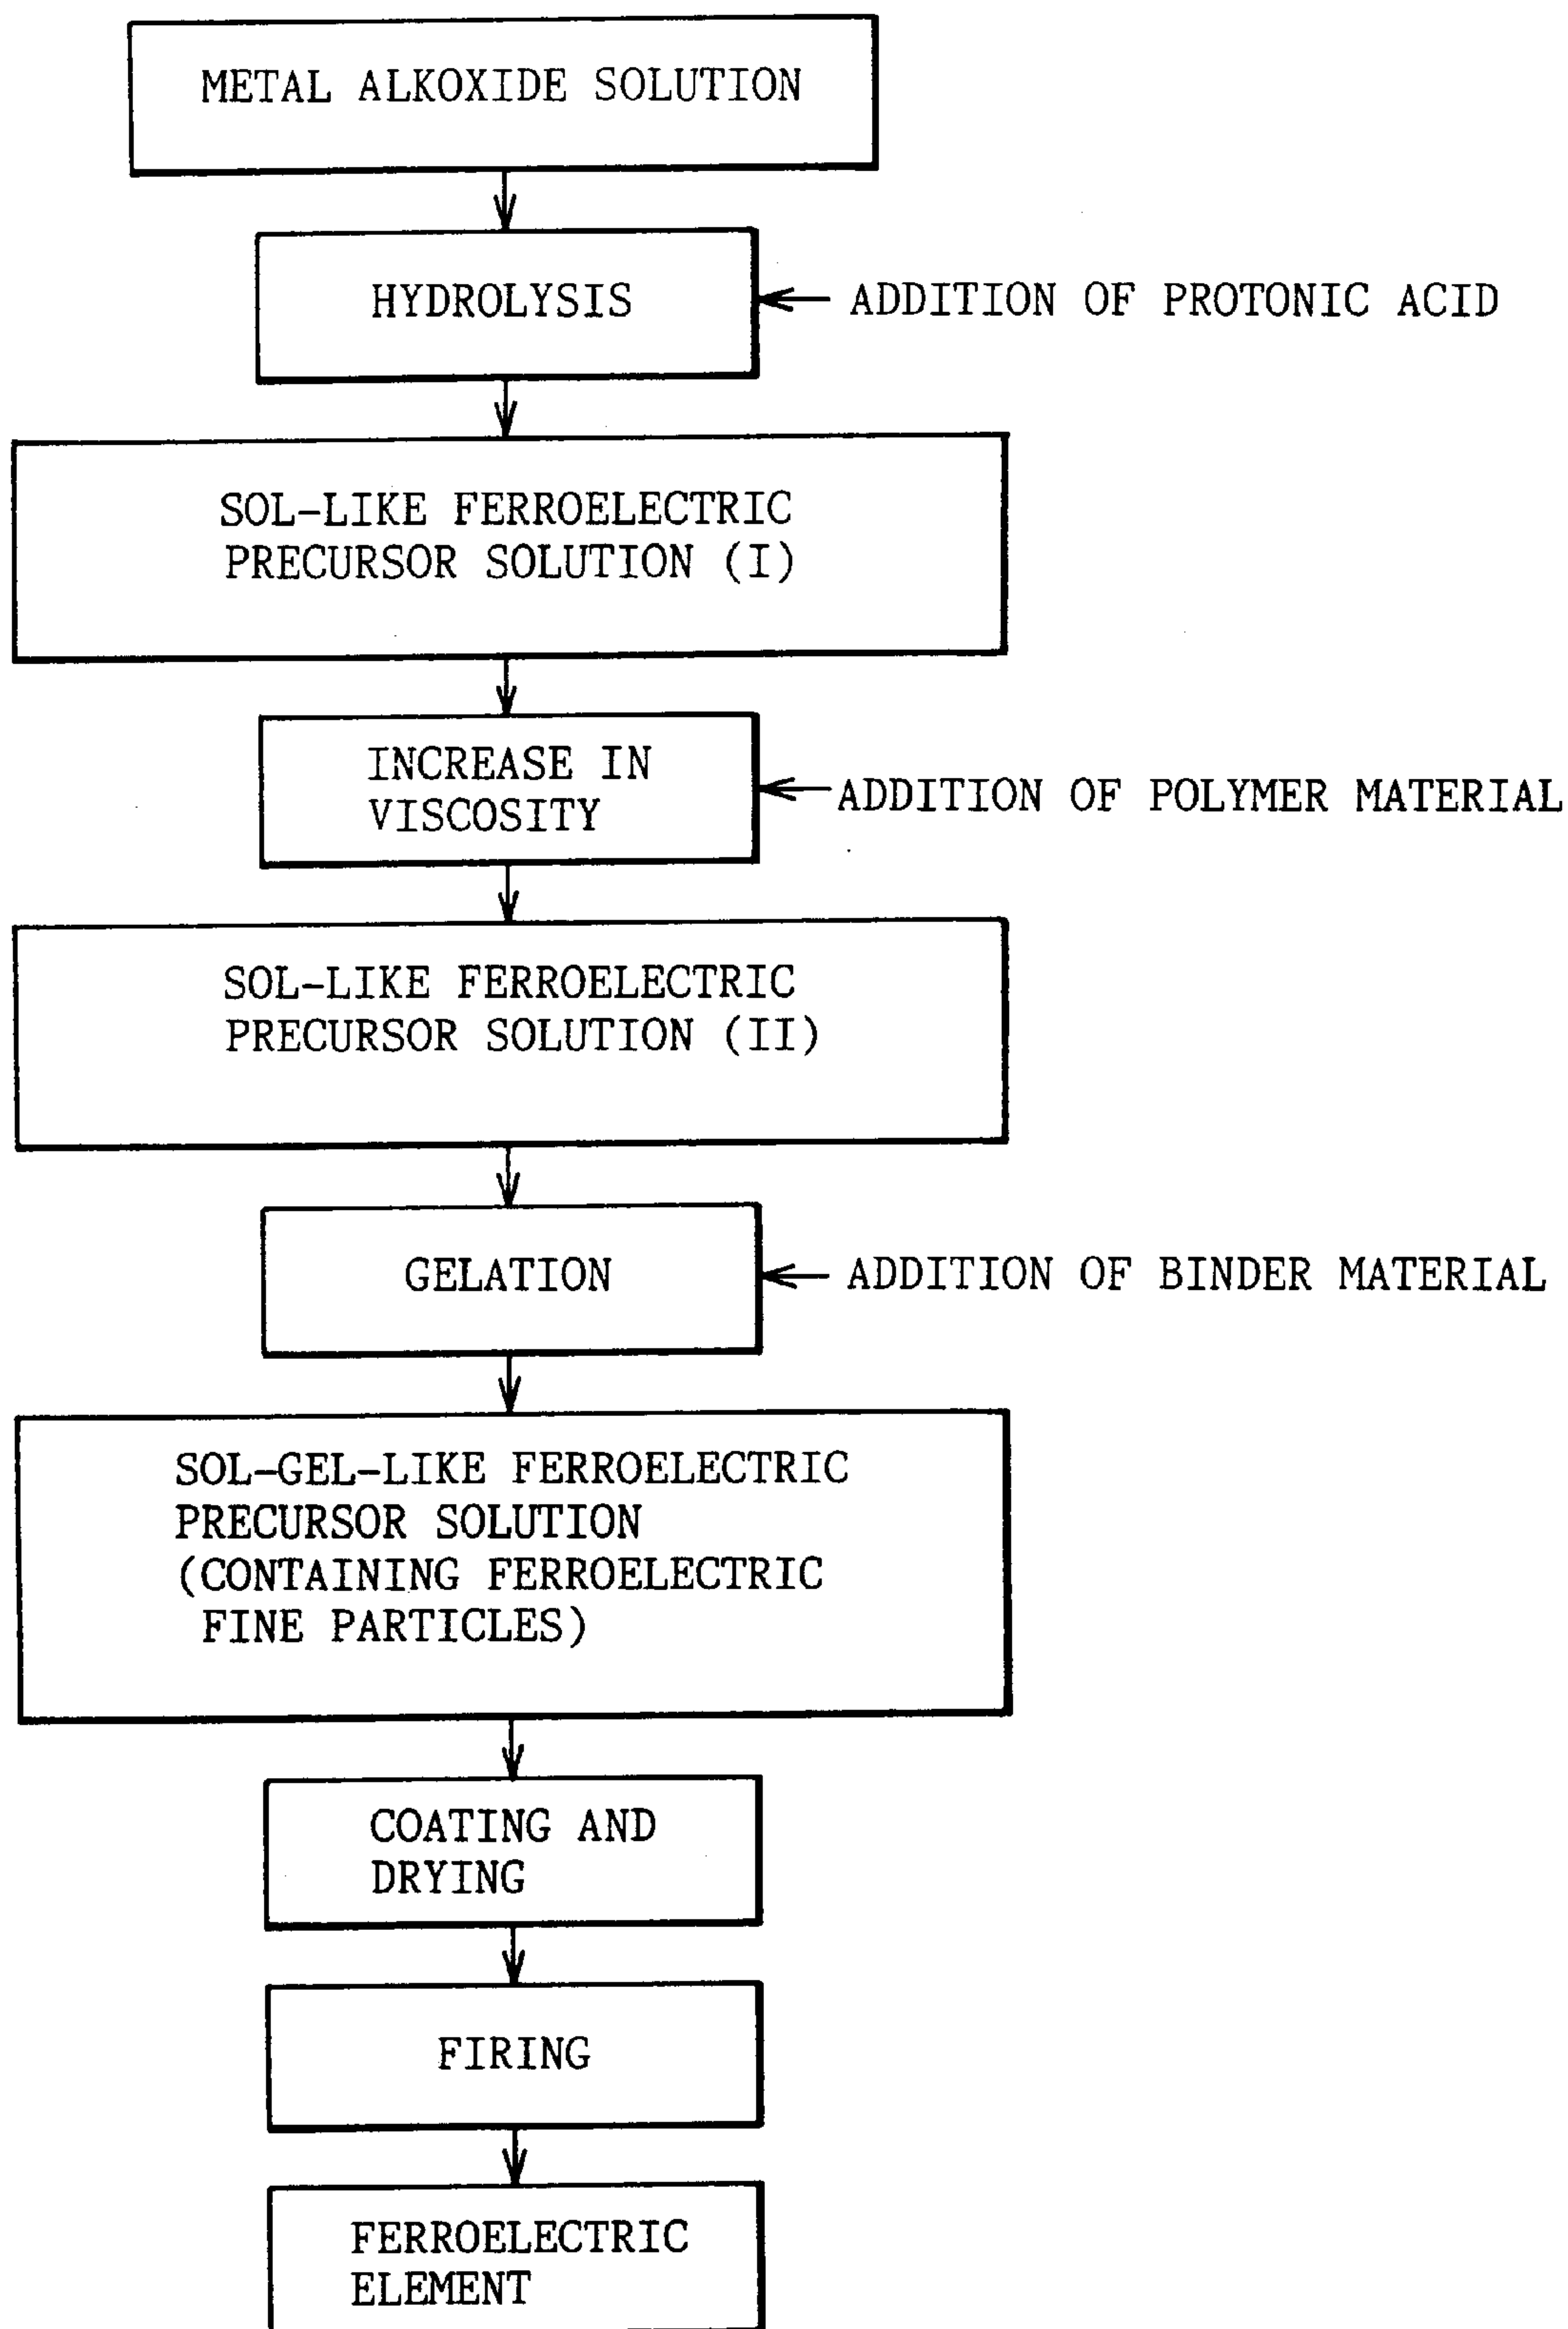 METAL ALKOXIDE SOLUTION
HYDROLYSIS
ADDITION OF PROTONIC ACID
SOL-LIKE FERROELECTRIC
PRECURSOR SOLUTION (I)
INCREASE IN
VISCOSITY
ADDITION OF POLYMER MATERIAL
SOL-LIKE FERROELECTRIC
PRECURSOR SOLUTION (II)
GELATION
ADDITION OF BINDER MATERIAL
SOL-GEL-LIKE FERROELECTRIC
PRECURSOR SOLUTION
(CONTAINING FERROELECTRIC
FINE PARTICLES)
COATING AND
DRYING
FIRING
FERROELECTRIC
ELEMENT